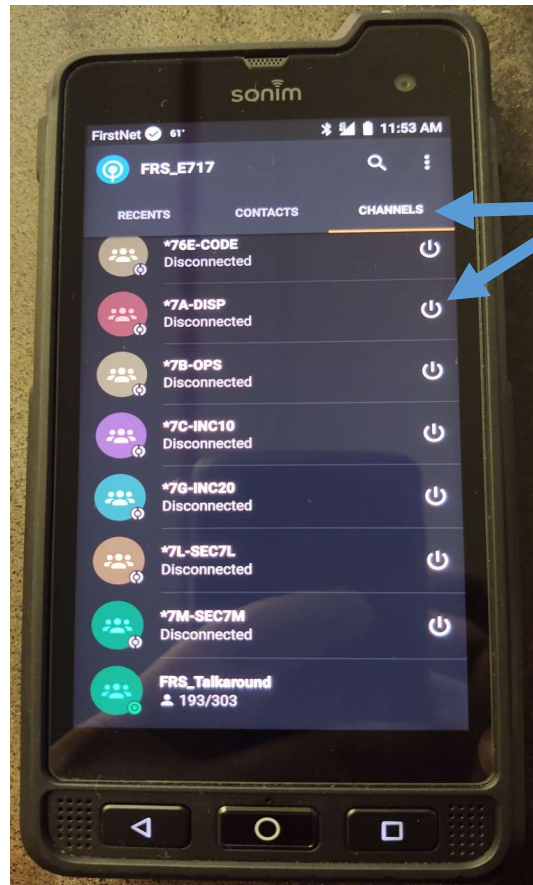 sonim
FirstNet 61° 11:53 AM
FRS_E717
RECENTS CONTACTS CHANNELS
*76E-CODE
Disconnected
*7A-DISP
Disconnected
*7B-OPS
Disconnected
*7C-INC10
Disconnected
*7G-INC20
Disconnected
*7L-SEC7L
Disconnected
*7M-SEC7M
Disconnected
FRS_Talkaround
193/303